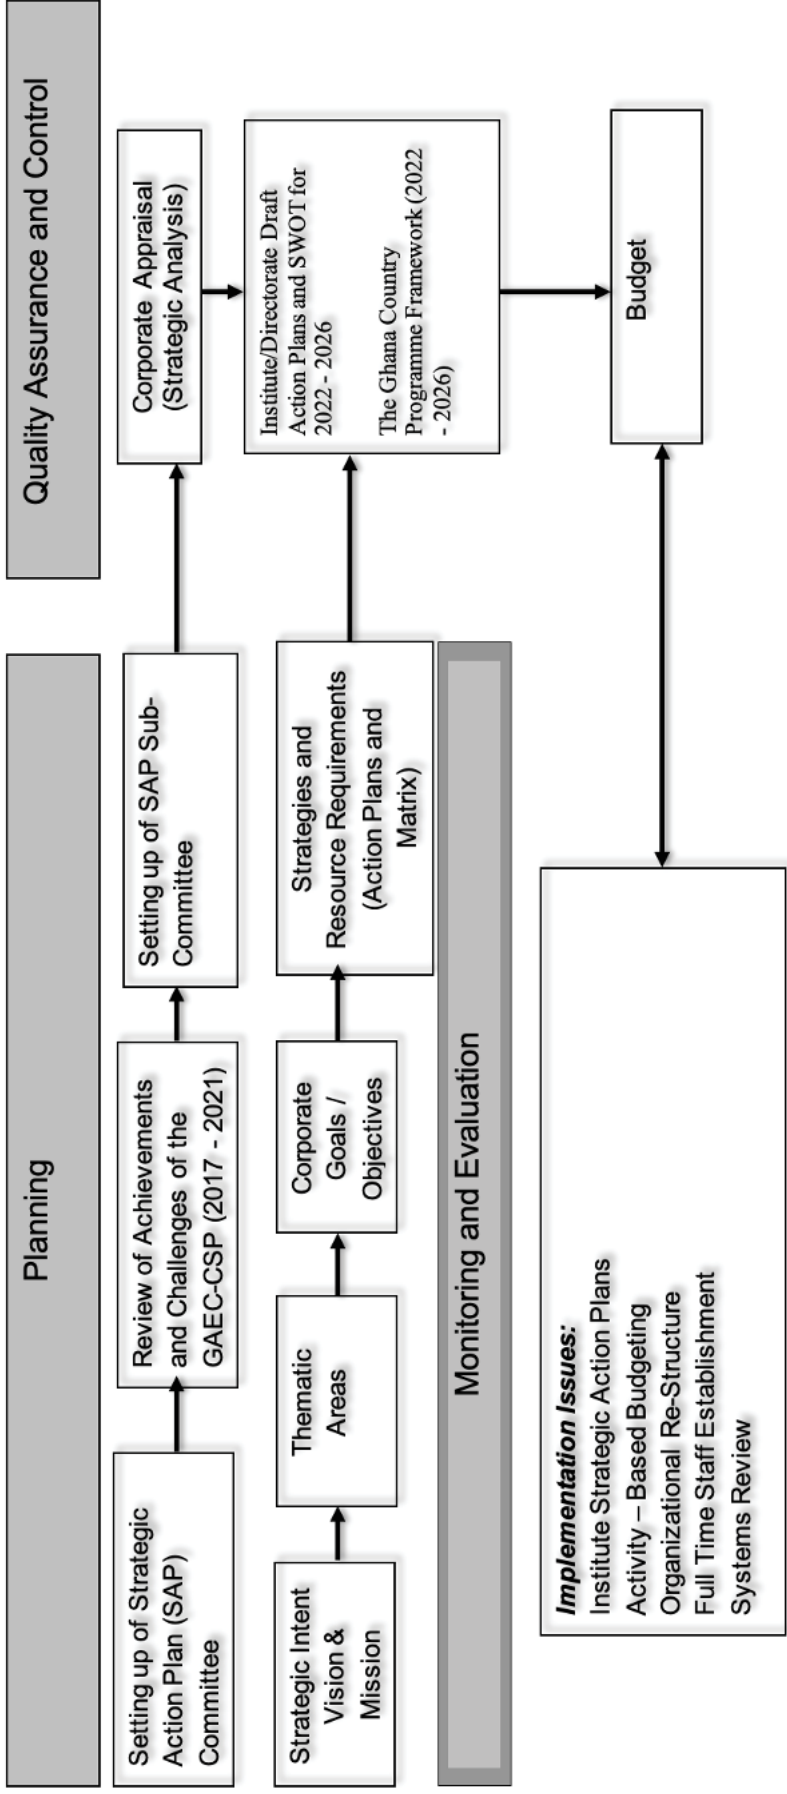 Planning
Quality Assurance and Control
Setting up of Strategic
Action Plan (SAP)
Committee
Review of Achievements
and Challenges of the
GAEC-CSP (2017 - 2021)
Setting up of SAP Sub-
Committee
Corporate Appraisal
(Strategic Analysis)
Strategic Intent
Vision &
Mission
Thematic
Areas
Corporate
Goals /
Objectives
Strategies and
Resource Requirements
(Action Plans and
Matrix)
Institute/Directorate Draft
Action Plans and SWOT for
2022 - 2026
The Ghana Country
Programme Framework (2022
- 2026)
Monitoring and Evaluation
Implementation Issues:
Institute Strategic Action Plans
Activity – Based Budgeting
Organizational Re-Structure
Full Time Staff Establishment
Systems Review
Budget